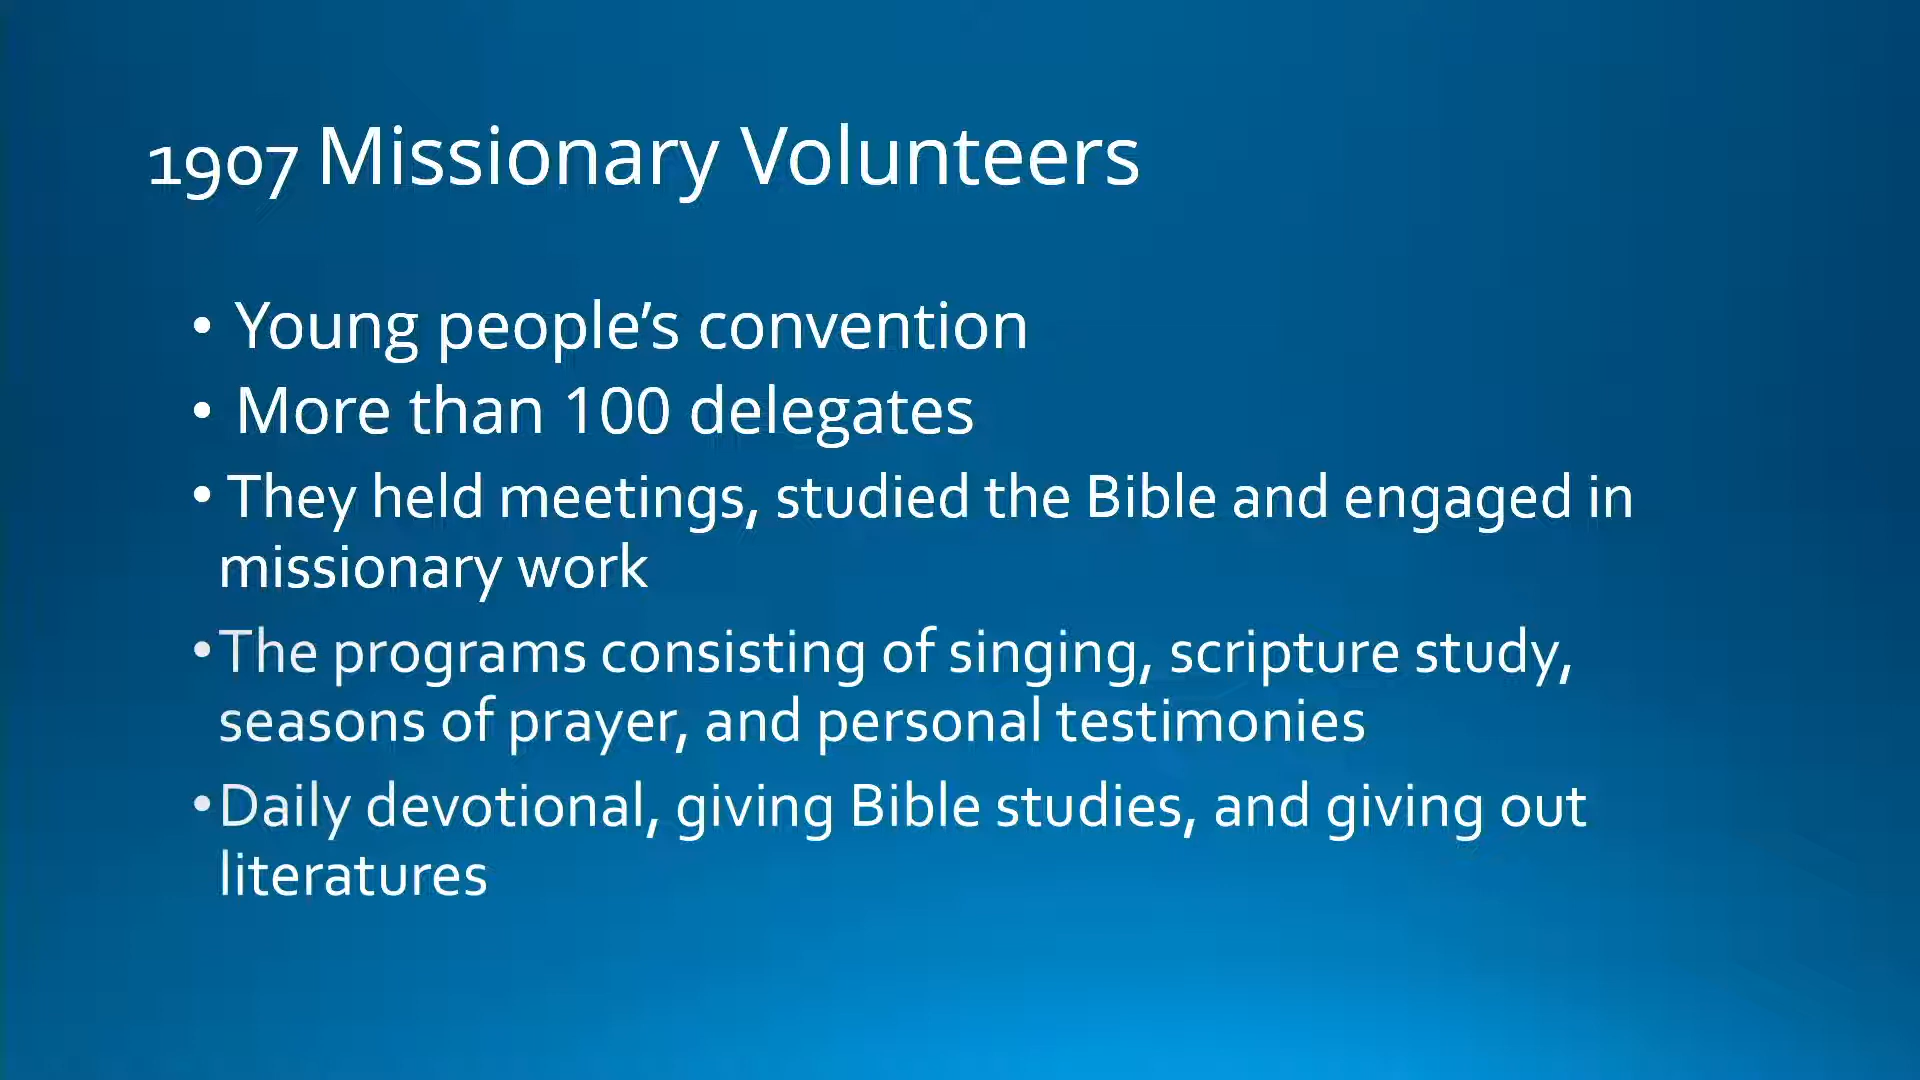 1907 Missionary Volunteers
• Young people’s convention
• More than 100 delegates
• They held meetings, studied the Bible and engaged in
missionary work
• The programs consisting of singing, scripture study,
seasons of prayer, and personal testimonies
• Daily devotional, giving Bible studies, and giving out
literatures